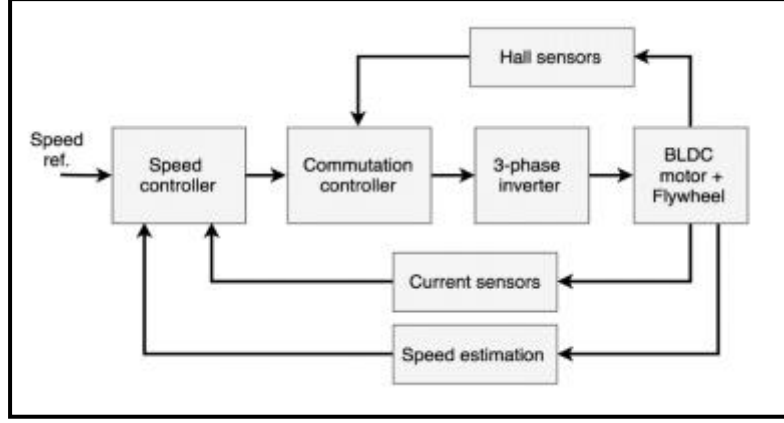 Hall sensors
Speed
ref.
Speed
controller
Commutation
controller
3-phase
inverter
BLDC
motor +
Flywheel
Current sensors
Speed estimation